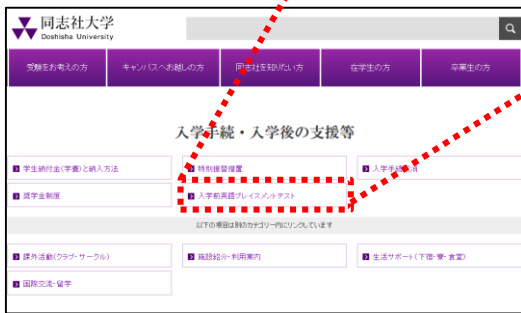 同志社大学
Doshisha University
受験をお考えの方 キャンパスへお越しの方 同志社を知りたい方 在学生の方 卒業生の方
入学手続・入学後の支援等
学生納付金(学費)と納入方法 特別振替措置 入学手続
奨学金制度 入学前英語プレイスメントテスト
以下の項目は別のカテゴリー内にリンクしています
課外活動(クラブ・サークル) 施設紹介・利用案内 生活サポート(下宿・寮・食堂)
国際交流・留学